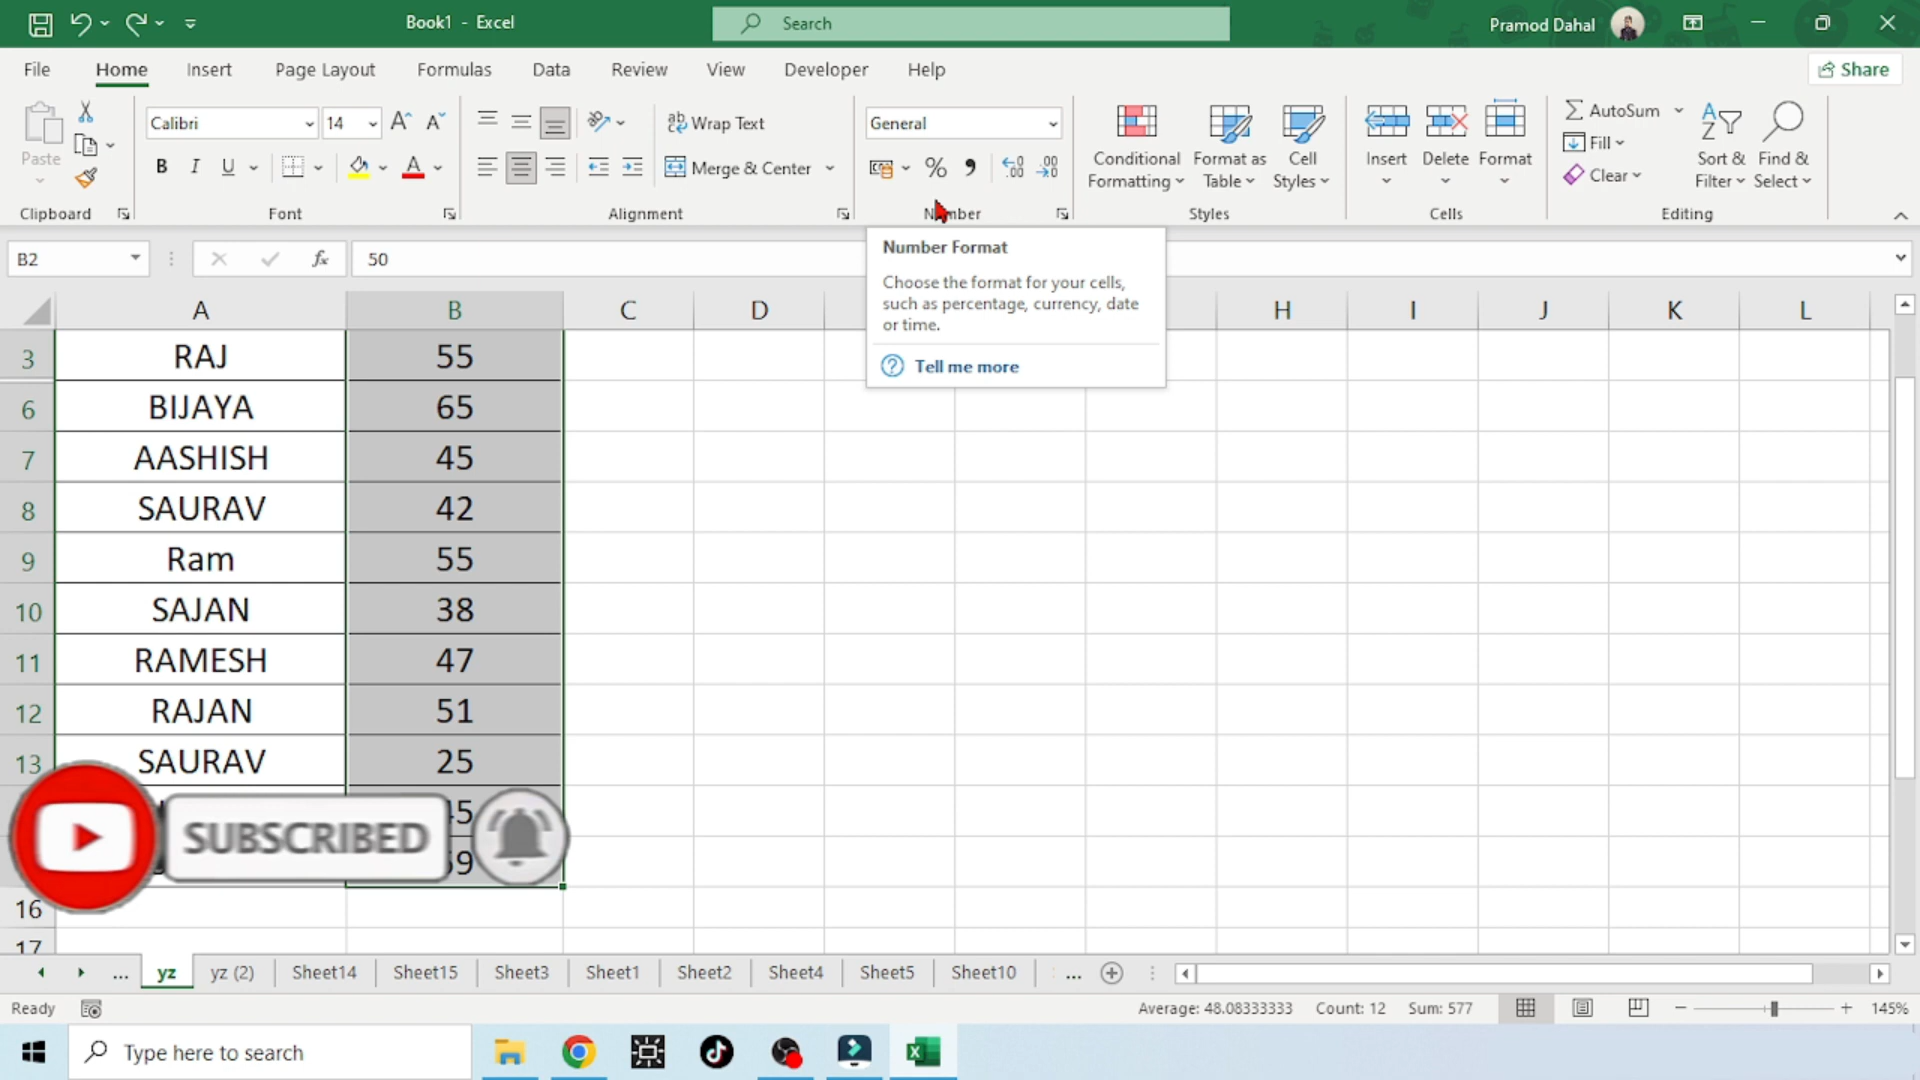 Book1 - Excel
Search
Pramod Dahal
File Home Insert Page Layout Formulas Data Review View Developer Help
Share
Paste
Calibri 14
B I U
Wrap Text
Merge & Center
General
Conditional Formatting
Format as Table
Cell Styles
Insert
Delete
Format
AutoSum
Fill
Clear
Sort & Filter
Find & Select
Clipboard Font Alignment Number Styles Cells Editing
B2
fx
50
Number Format
Choose the format for your cells,
such as percentage, currency, date
or time.
Tell me more
A B C D H I J K L
3 RAJ 55
6 BIJAYA 65
7 AASHISH 45
8 SAURAV 42
9 Ram 55
10 SAJAN 38
11 RAMESH 47
12 RAJAN 51
13 SAURAV 25
SUBSCRIBED
16
17
... yz yz (2) Sheet14 Sheet15 Sheet3 Sheet1 Sheet2 Sheet4 Sheet5 Sheet10 ...
Ready
Average: 48.08333333 Count: 12 Sum: 577
145%
Type here to search